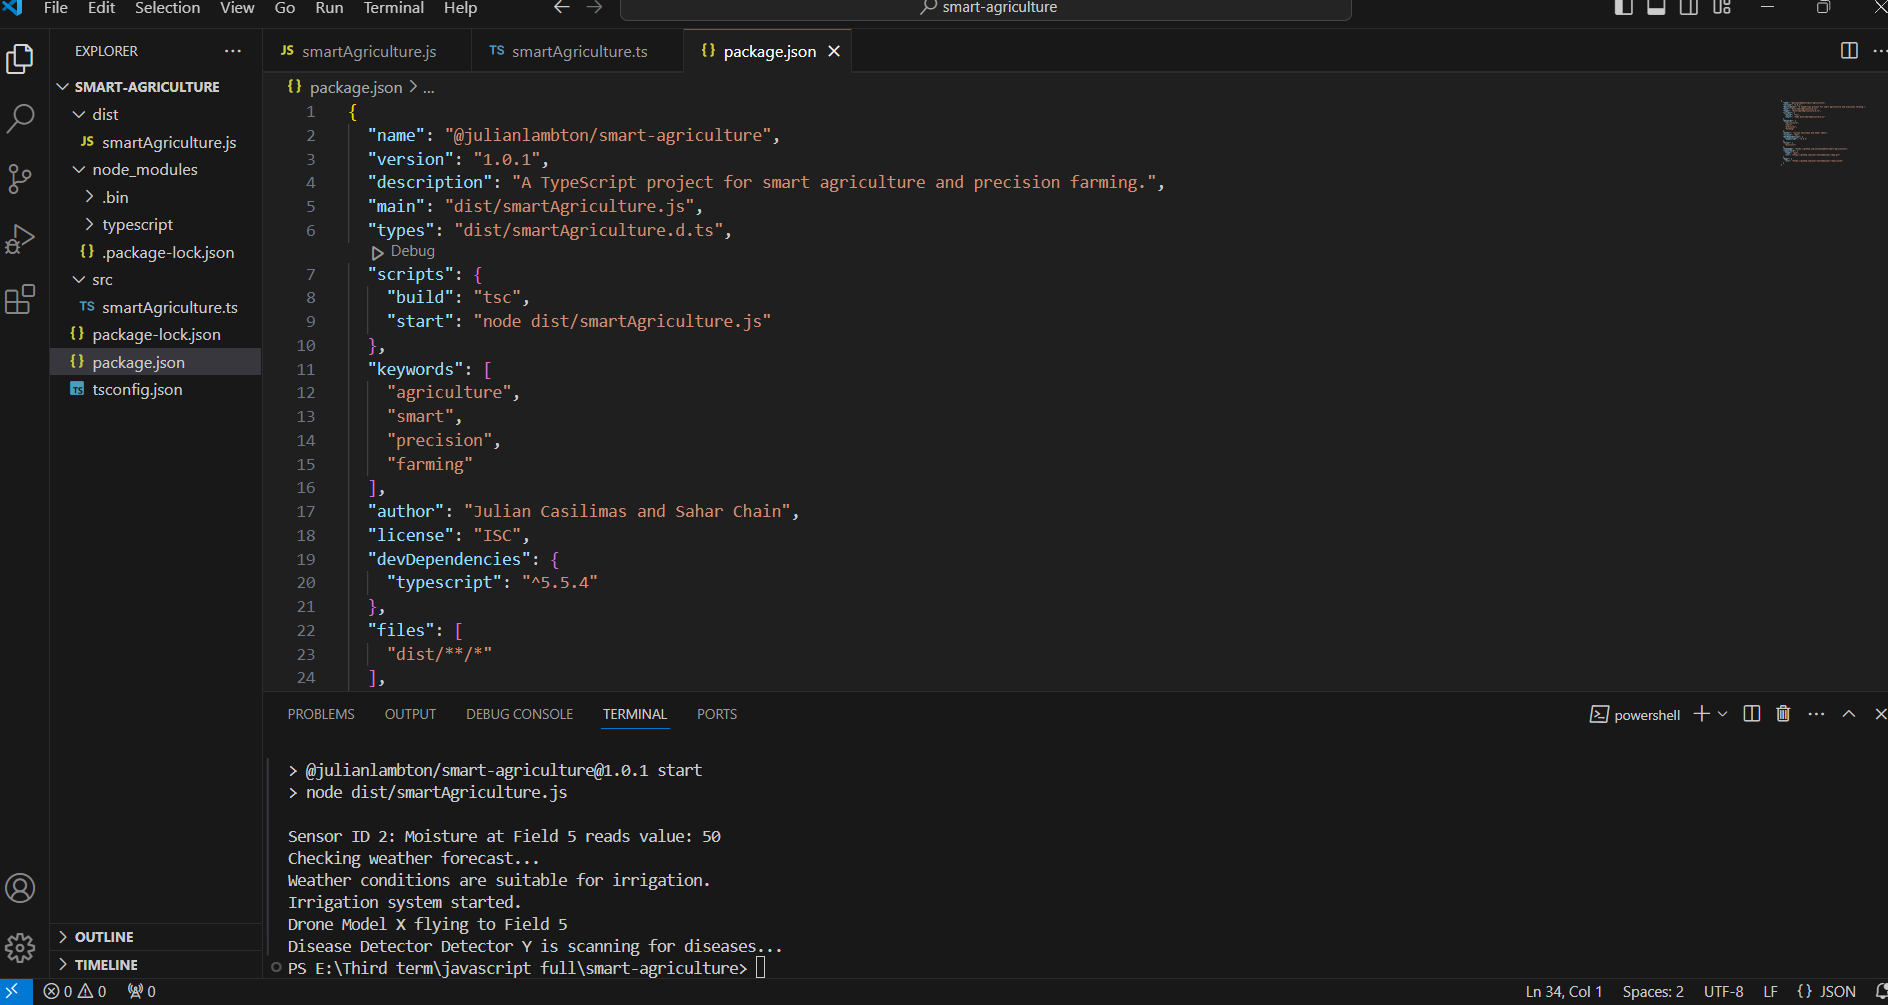 File Edit Selection View Go Run Terminal Help
smart-agriculture
EXPLORER
SMART-AGRICULTURE
dist
JS smartAgriculture.js
node_modules
.bin
typescript
{} .package-lock.json
src
TS smartAgriculture.ts
{} package-lock.json
{} package.json
TS tsconfig.json
OUTLINE
TIMELINE
JS smartAgriculture.js TS smartAgriculture.ts {} package.json
{} package.json > ...
1 {
2 "name": "@julianlambton/smart-agriculture",
3 "version": "1.0.1",
4 "description": "A TypeScript project for smart agriculture and precision farming.",
5 "main": "dist/smartAgriculture.js",
6 "types": "dist/smartAgriculture.d.ts",
Debug
7 "scripts": {
8 "build": "tsc",
9 "start": "node dist/smartAgriculture.js"
10 },
11 "keywords": [
12 "agriculture",
13 "smart",
14 "precision",
15 "farming"
16 ],
17 "author": "Julian Casilimas and Sahar Chain",
18 "license": "ISC",
19 "devDependencies": {
20 "typescript": "^5.5.4"
21 },
22 "files": [
23 "dist/**/*"
24 ],
PROBLEMS OUTPUT DEBUG CONSOLE TERMINAL PORTS
powershell
> @julianlambton/smart-agriculture@1.0.1 start
> node dist/smartAgriculture.js
Sensor ID 2: Moisture at Field 5 reads value: 50
Checking weather forecast...
Weather conditions are suitable for irrigation.
Irrigation system started.
Drone Model X flying to Field 5
Disease Detector Detector Y is scanning for diseases...
PS E:\Third term\javascript full\smart-agriculture>
0 0 0 Ln 34, Col 1 Spaces: 2 UTF-8 LF {} JSON